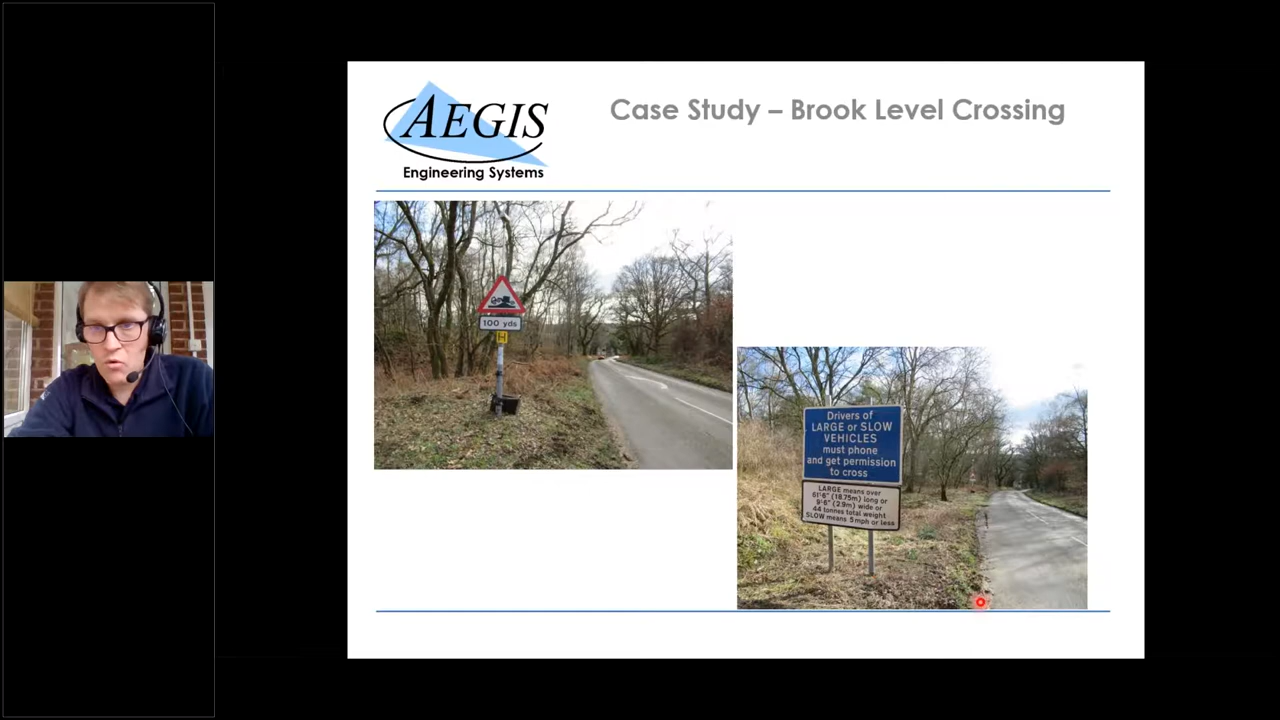 AEGIS
Engineering Systems
Case Study – Brook Level Crossing
100 yds
H
Drivers of
LARGE or SLOW
VEHICLES
must phone
and get permission
to cross
LARGE means over
61'-6" (18.75m) long or
9'-6" (2.9m) wide or
44 tonnes total weight
SLOW means 5mph or less